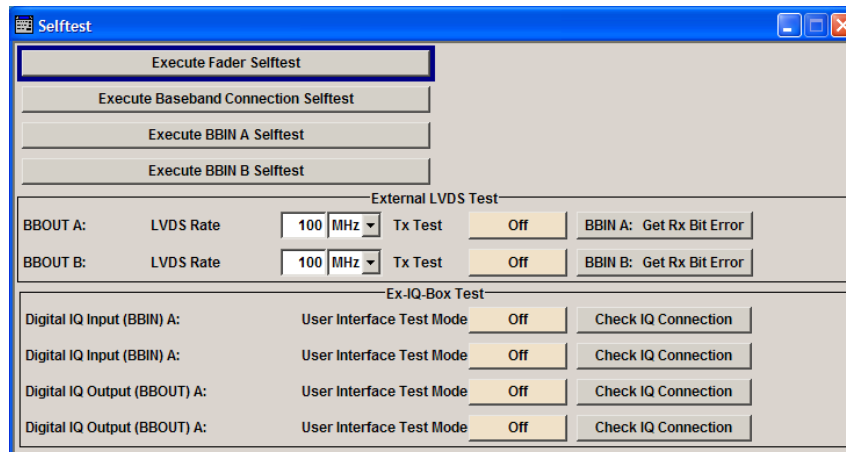 Selftest
Execute Fader Selftest
Execute Baseband Connection Selftest
Execute BBIN A Selftest
Execute BBIN B Selftest
External LVDS Test
BBOUT A: LVDS Rate 100 MHz Tx Test Off BBIN A: Get Rx Bit Error
BBOUT B: LVDS Rate 100 MHz Tx Test Off BBIN B: Get Rx Bit Error
Ex-IQ-Box Test
Digital IQ Input (BBIN) A: User Interface Test Mode Off Check IQ Connection
Digital IQ Input (BBIN) A: User Interface Test Mode Off Check IQ Connection
Digital IQ Output (BBOUT) A: User Interface Test Mode Off Check IQ Connection
Digital IQ Output (BBOUT) A: User Interface Test Mode Off Check IQ Connection